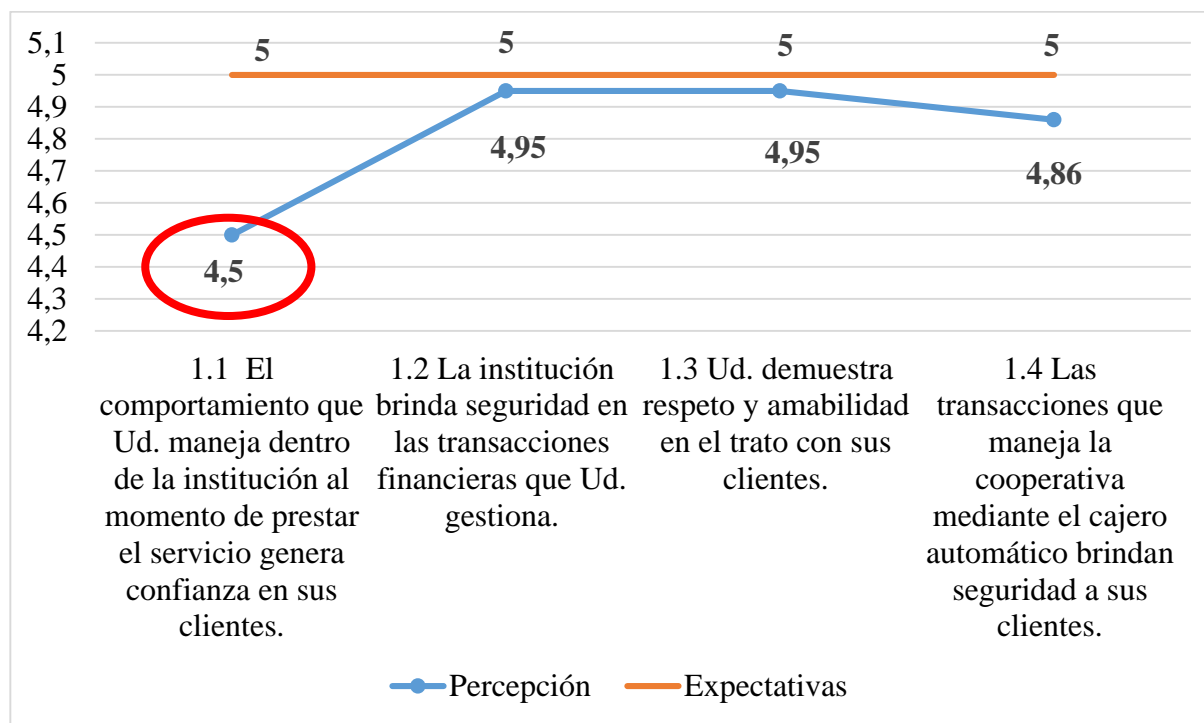 5,1
5
4,9
4,8
4,7
4,6
4,5
4,4
4,3
4,2
5 5 5 5
4,5 4,95 4,95 4,86
1.1 El
comportamiento que
Ud. maneja dentro
de la institución al
momento de prestar
el servicio genera
confianza en sus
clientes.
1.2 La institución
brinda seguridad en
las transacciones
financieras que Ud.
gestiona.
1.3 Ud. demuestra
respeto y amabilidad
en el trato con sus
clientes.
1.4 Las
transacciones que
maneja la
cooperativa
mediante el cajero
automático brindan
seguridad a sus
clientes.
Percepción Expectativas